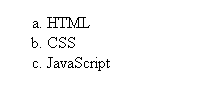 a. HTML
b. CSS
c. JavaScript